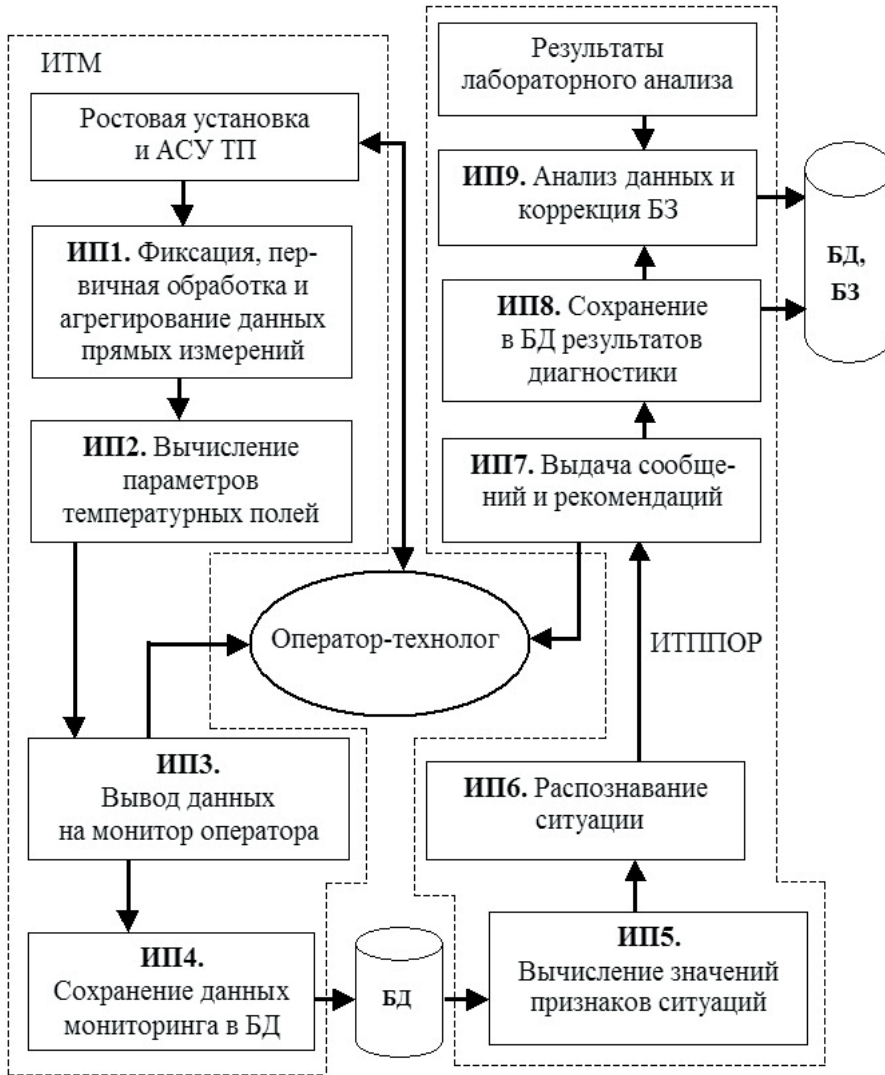 ИТМ
Ростовая установка
и АСУ ТП
ИП1. Фиксация, пер-
вичная обработка и
агрегирование данных
прямых измерений
ИП2. Вычисление
параметров
температурных полей
Оператор-технолог
ИП3.
Вывод данных
на монитор оператора
ИП4.
Сохранение данных
мониторинга в БД
БД
ИП5.
Вычисление значений
признаков ситуаций
ИП6. Распознавание
ситуации
ИТППОР
ИП7. Выдача сообще-
ний и рекомендаций
ИП8. Сохранение
в БД результатов
диагностики
ИП9. Анализ данных и
коррекция БЗ
Результаты
лабораторного анализа
БД,
БЗ